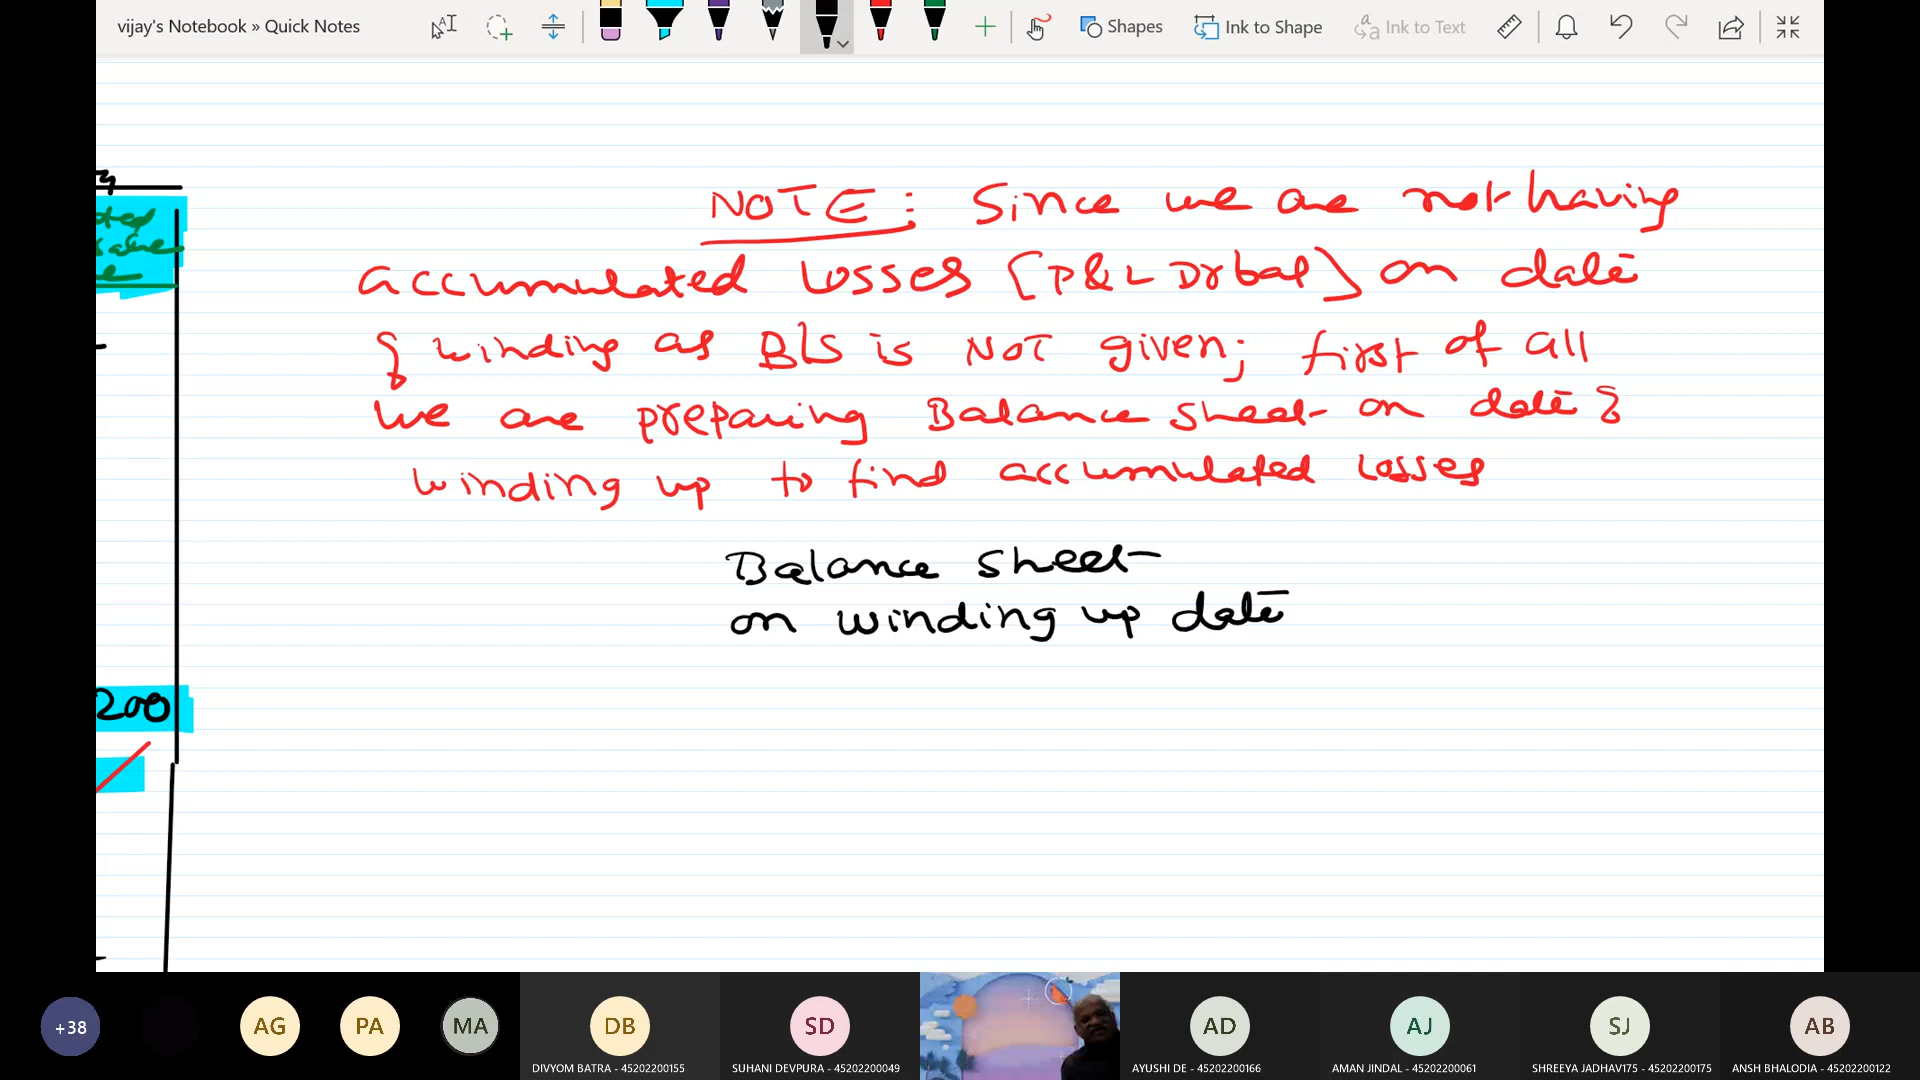 vijay's Notebook » Quick Notes
Shapes
Ink to Shape
Ink to Text
NOTE: Since we are not having
accumulated Losses [P&L Dr bal] on date
of winding as B/S is NOT given; first of all
we are preparing Balance sheet on date of
winding up to find accumulated losses
Balance sheet
on winding up date
200
+38
AG
PA
MA
DB
SD
AD
AJ
SJ
AB
DIVYOM BATRA - 45202200155
SUHANI DEVPURA - 45202200049
AYUSHI DE - 45202200166
AMAN JINDAL - 45202200061
SHREEYA JADHAV175 - 45202200175
ANSH BHALODIA - 45202200122